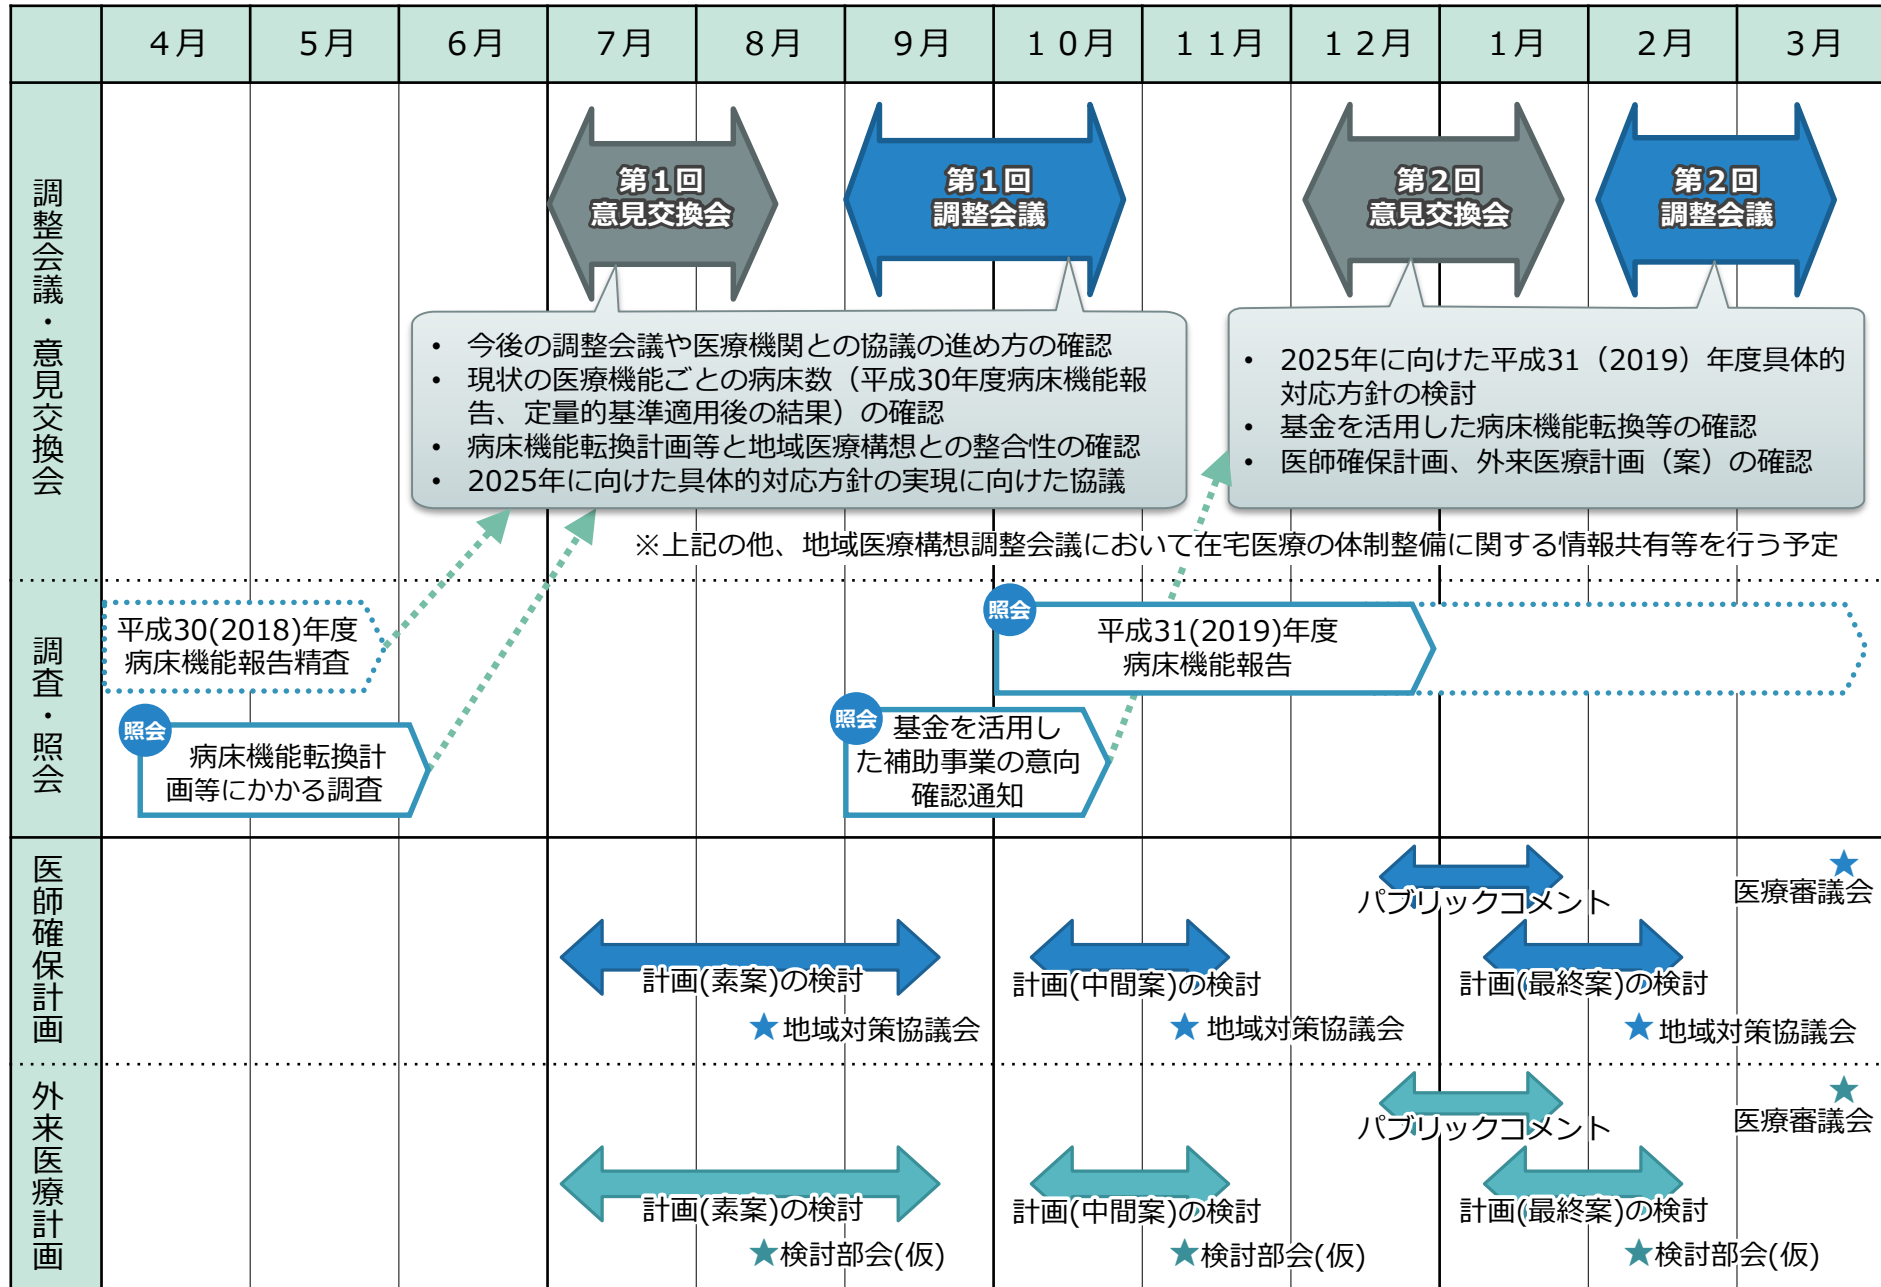 4月
5月
6月
7月
8月
9月
10月
11月
12月
1月
2月
3月
調整会議・意見交換会
第1回
意見交換会
第1回
調整会議
第2回
意見交換会
第2回
調整会議
• 今後の調整会議や医療機関との協議の進め方の確認
• 現状の医療機能ごとの病床数（平成30年度病床機能報
告、定量的基準適用後の結果）の確認
• 病床機能転換計画等と地域医療構想との整合性の確認
• 2025年に向けた具体的対応方針の実現に向けた協議
• 2025年に向けた平成31（2019）年度具体的
対応方針の検討
• 基金を活用した病床機能転換等の確認
• 医師確保計画、外来医療計画（案）の確認
※上記の他、地域医療構想調整会議において在宅医療の体制整備に関する情報共有等を行う予定
調査・照会
平成30(2018)年度
病床機能報告精査
照会
病床機能転換計
画等にかかる調査
照会
平成31(2019)年度
病床機能報告
照会
基金を活用し
た補助事業の意向
確認通知
医師確保計画
パブリックコメント
★
医療審議会
計画(素案)の検討
計画(中間案)の検討
計画(最終案)の検討
★地域対策協議会
★地域対策協議会
★地域対策協議会
外来医療計画
パブリックコメント
★
医療審議会
計画(素案)の検討
計画(中間案)の検討
計画(最終案)の検討
★検討部会(仮)
★検討部会(仮)
★検討部会(仮)